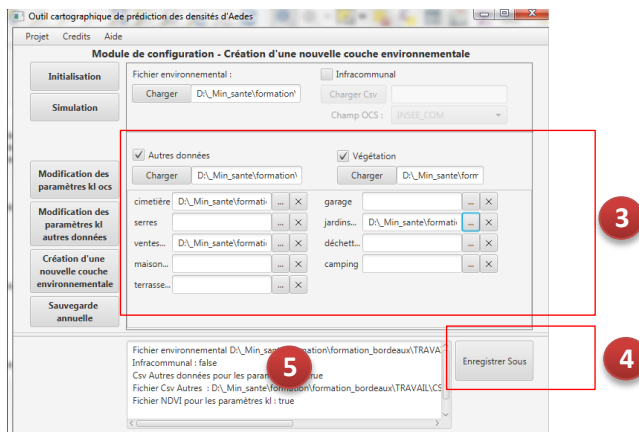 Outil cartographique de prédiction des densités d'Aedes
Projet Credits Aide
Module de configuration - Création d'une nouvelle couche environnementale
Initialisation
Simulation
Modification des
paramètres kl ocs
Modification des
paramètres kl
autres données
Création d'une
nouvelle couche
environnementale
Sauvegarde
annuelle
Fichier environnemental :
Charger D:\_Min_sante\formation\
Infracommunal
Charger Csv
Champ OCS : INSEE_COM
Autres données
Charger D:\_Min_sante\formation\
Végétation
Charger D:\_Min_sante\form
cimetière D:\_Min_sante\formati ... garage ...
serres ... jardins... D:\_Min_sante\formati ...
ventes... D:\_Min_sante\formati ... déchett... ...
maison... ... camping ...
terrasse... ...
3
Fichier environnemental D:\_Min_sante\formation\formation_bordeaux\TRAVA
Infracommunal : false
Csv Autres données pour les param true
Fichier Csv Autres : D:\_Min_sante\formation\formation_bordeaux\TRAVAIL\CS
Fichier NDVI pour les paramètres kl : true
5
Enregistrer Sous
4